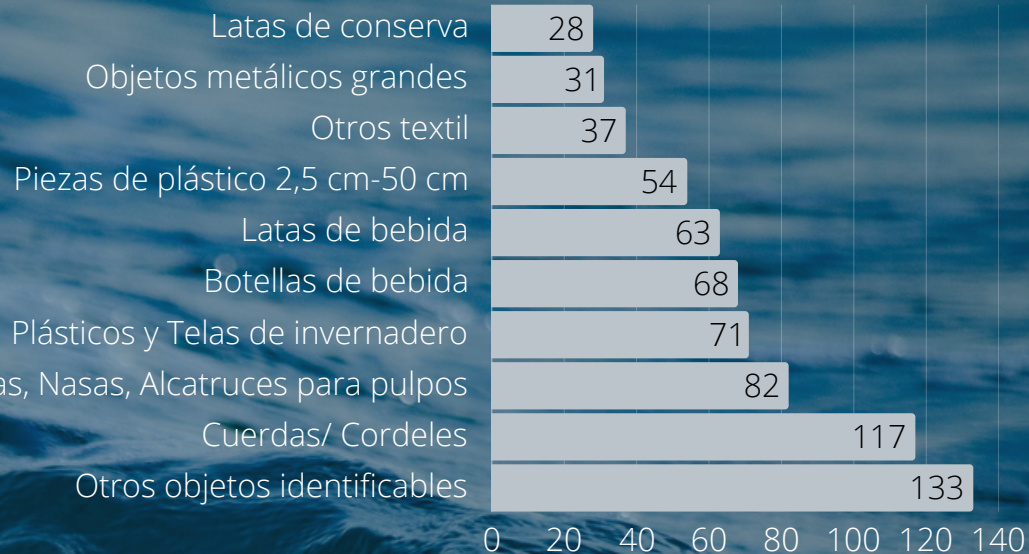 Latas de conserva 28
Objetos metálicos grandes 31
Otros textil 37
Piezas de plástico 2,5 cm-50 cm 54
Latas de bebida 63
Botellas de bebida 68
Plásticos y Telas de invernadero 71
Nasas, Alcatruces para pulpos 82
Cuerdas/ Cordeles 117
Otros objetos identificables 133
0 20 40 60 80 100 120 140